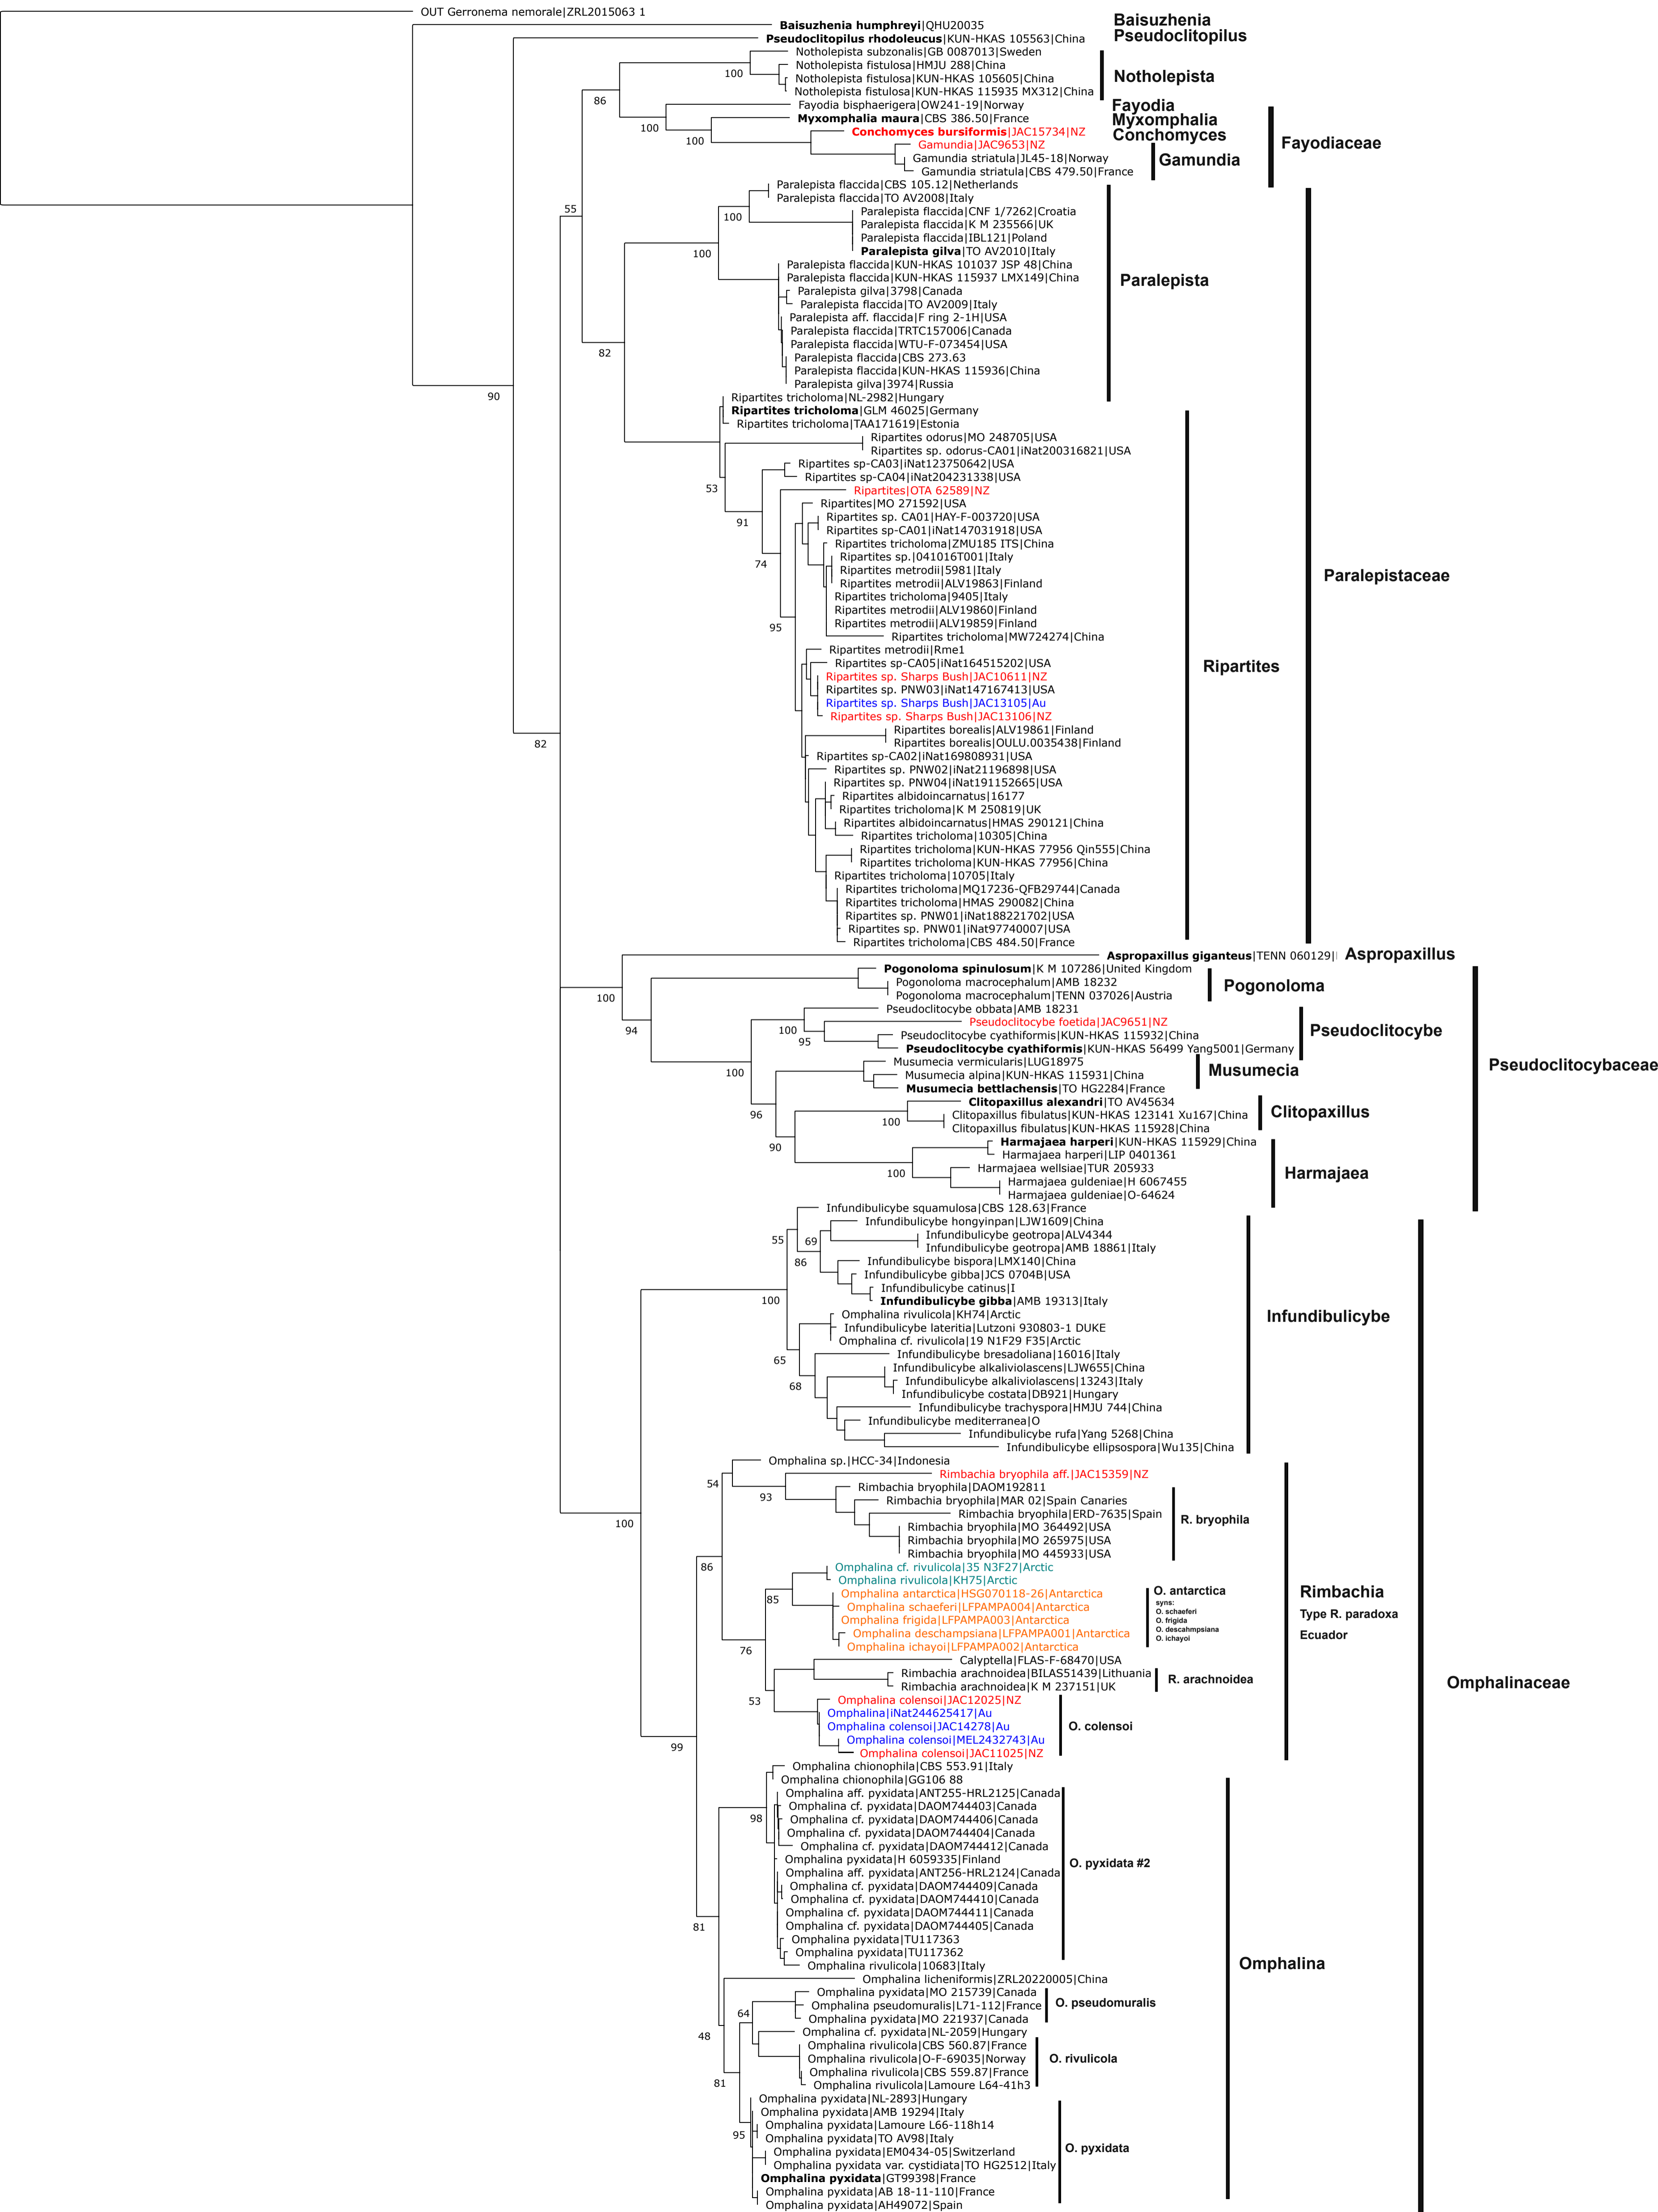 OUT Gerronema nemorale|ZRL2015063 1
Baisuzhenia humphreyi|QHU20035
Baisuzhenia
Pseudoclitopilus rhodoleucus|KUN-HKAS 105563|China
Pseudoclitopilus
Notholepista subzonalis|GB 0087013|Sweden
Notholepista fistulosa|HMJU 288|China
100
Notholepista
Notholepista fistulosa|KUN-HKAS 105605|China
Notholepista fistulosa|KUN-HKAS 115935 MX312|China
86
Fayodia bisphaerigera|OW241-19|Norway
Fayodia
Myxomphalia maura|CBS 386.50|France
Myxomphalia
100
Conchomyces bursiformis|JAC15734|NZ
Conchomyces
100
Gamundia|JAC9653|NZ
Fayodiaceae
Gamundia striatula|JL45-18|Norway
Gamundia
Gamundia striatula|CBS 479.50|France
Paralepista flaccida|CBS 105.12|Netherlands
Paralepista flaccida|TO AV2008|Italy
55
Paralepista flaccida|CNF 1/7262|Croatia
100
Paralepista flaccida|K M 235566|UK
Paralepista flaccida|IBL121|Poland
Paralepista gilva|TO AV2010|Italy
100
Paralepista flaccida|KUN-HKAS 101037 JSP 48|China
Paralepista flaccida|KUN-HKAS 115937 LMX149|China
Paralepista
Paralepista gilva|3798|Canada
Paralepista flaccida|TO AV2009|Italy
Paralepista aff. flaccida|F ring 2-1H|USA
Paralepista flaccida|TRTC157006|Canada
Paralepista flaccida|WTU-F-073454|USA
82
Paralepista flaccida|CBS 273.63
Paralepista flaccida|KUN-HKAS 115936|China
Paralepista gilva|3974|Russia
90
Ripartites tricholoma|NL-2982|Hungary
Ripartites tricholoma|GLM 46025|Germany
Ripartites tricholoma|TAA171619|Estonia
Ripartites odorus|MO 248705|USA
Ripartites sp. odorus-CA01|iNat200316821|USA
Ripartites sp-CA03|iNat123750642|USA
Ripartites sp-CA04|iNat204231338|USA
53
Ripartites|OTA 62589|NZ
Ripartites|MO 271592|USA
Ripartites sp. CA01|HAY-F-003720|USA
91
Ripartites sp-CA01|iNat147031918|USA
Ripartites tricholoma|ZMU185 ITS|China
Ripartites sp.|041016T001|Italy
74
Ripartites metrodii|5981|Italy
Paralepistaceae
Ripartites metrodii|ALV19863|Finland
Ripartites tricholoma|9405|Italy
Ripartites metrodii|ALV19860|Finland
Ripartites metrodii|ALV19859|Finland
95
Ripartites tricholoma|MW724274|China
Ripartites metrodii|Rme1
Ripartites sp-CA05|iNat164515202|USA
Ripartites
Ripartites sp. Sharps Bush|JAC10611|NZ
Ripartites sp. PNW03|iNat147167413|USA
Ripartites sp. Sharps Bush|JAC13105|Au
Ripartites sp. Sharps Bush|JAC13106|NZ
Ripartites borealis|ALV19861|Finland
Ripartites borealis|OULU.0035438|Finland
82
Ripartites sp-CA02|iNat169808931|USA
Ripartites sp. PNW02|iNat21196898|USA
Ripartites sp. PNW04|iNat191152665|USA
Ripartites albidoincarnatus|16177
Ripartites tricholoma|K M 250819|UK
Ripartites albidoincarnatus|HMAS 290121|China
Ripartites tricholoma|10305|China
Ripartites tricholoma|KUN-HKAS 77956 Qin555|China
Ripartites tricholoma|KUN-HKAS 77956|China
Ripartites tricholoma|10705|Italy
Ripartites tricholoma|MQ17236-QFB29744|Canada
Ripartites tricholoma|HMAS 290082|China
Ripartites sp. PNW01|iNat188221702|USA
Ripartites sp. PNW01|iNat97740007|USA
Ripartites tricholoma|CBS 484.50|France
Aspropaxillus giganteus|TENN 060129|
Aspropaxillus
Pogonoloma spinulosum|K M 107286|United Kingdom
Pogonoloma macrocephalum|AMB 18232
Pogonoloma
100
Pogonoloma macrocephalum|TENN 037026|Austria
Pseudoclitocybe obbata|AMB 18231
Pseudoclitocybe foetida|JAC9651|NZ
94
100
Pseudoclitocybe
Pseudoclitocybe cyathiformis|KUN-HKAS 115932|China
95
Pseudoclitocybe cyathiformis|KUN-HKAS 56499 Yang5001|Germany
Musumecia vermicularis|LUG18975
Pseudoclitocybaceae
100
Musumecia alpina|KUN-HKAS 115931|China
Musumecia
Musumecia bettlachensis|TO HG2284|France
Clitopaxillus alexandri|TO AV45634
96
Clitopaxillus fibulatus|KUN-HKAS 123141 Xu167|China
Clitopaxillus
100
Clitopaxillus fibulatus|KUN-HKAS 115928|China
Harmajaea harperi|KUN-HKAS 115929|China
90
Harmajaea harperi|LIP 0401361
Harmajaea wellsiae|TUR 205933
100
Harmajaea
Harmajaea guldeniae|H 6067455
Harmajaea guldeniae|O-64624
Infundibulicybe squamulosa|CBS 128.63|France
Infundibulicybe hongyinpan|LJW1609|China
Infundibulicybe geotropa|ALV4344
55
69
Infundibulicybe geotropa|AMB 18861|Italy
86
Infundibulicybe bispora|LMX140|China
Infundibulicybe gibba|JCS 0704B|USA
Infundibulicybe catinus|I
100
Infundibulicybe gibba|AMB 19313|Italy
Omphalina rivulicola|KH74|Arctic
Infundibulicybe
Infundibulicybe lateritia|Lutzoni 930803-1 DUKE
Omphalina cf. rivulicola|19 N1F29 F35|Arctic
Infundibulicybe bresadoliana|16016|Italy
65
Infundibulicybe alkaliviolascens|LJW655|China
Infundibulicybe alkaliviolascens|13243|Italy
68
Infundibulicybe costata|DB921|Hungary
Infundibulicybe trachyspora|HMJU 744|China
Infundibulicybe mediterranea|O
Infundibulicybe rufa|Yang 5268|China
Infundibulicybe ellipsospora|Wu135|China
Omphalina sp.|HCC-34|Indonesia
Rimbachia bryophila aff.|JAC15359|NZ
54
Rimbachia bryophila|DAOM192811
93
Rimbachia bryophila|MAR 02|Spain Canaries
Rimbachia bryophila|ERD-7635|Spain
R. bryophila
100
Rimbachia bryophila|MO 364492|USA
Rimbachia bryophila|MO 265975|USA
Rimbachia bryophila|MO 445933|USA
86
Omphalina cf. rivulicola|35 N3F27|Arctic
Omphalina rivulicola|KH75|Arctic
Omphalina antarctica|HSG070118-26|Antarctica
O. antarctica
Rimbachia
85
syns:
Omphalina schaeferi|LFPAMPA004|Antarctica
O. schaeferi
Type R. paradoxa
Omphalina frigida|LFPAMPA003|Antarctica
O. frigida
Omphalina deschampsiana|LFPAMPA001|Antarctica
O. descahmpsiana
Ecuador
Omphalina ichayoi|LFPAMPA002|Antarctica
O. ichayoi
76
Calyptella|FLAS-F-68470|USA
Rimbachia arachnoidea|BILAS51439|Lithuania
R. arachnoidea
Rimbachia arachnoidea|K M 237151|UK
Omphalinaceae
53
Omphalina colensoi|JAC12025|NZ
Omphalina|iNat244625417|Au
Omphalina colensoi|JAC14278|Au
O. colensoi
Omphalina colensoi|MEL2432743|Au
99
Omphalina colensoi|JAC11025|NZ
Omphalina chionophila|CBS 553.91|Italy
Omphalina chionophila|GG106 88
Omphalina aff. pyxidata|ANT255-HRL2125|Canada
Omphalina cf. pyxidata|DAOM744403|Canada
98
Omphalina cf. pyxidata|DAOM744406|Canada
Omphalina cf. pyxidata|DAOM744404|Canada
Omphalina cf. pyxidata|DAOM744412|Canada
Omphalina pyxidata|H 6059335|Finland
O. pyxidata #2
Omphalina aff. pyxidata|ANT256-HRL2124|Canada
Omphalina cf. pyxidata|DAOM744409|Canada
Omphalina cf. pyxidata|DAOM744410|Canada
Omphalina cf. pyxidata|DAOM744411|Canada
81
Omphalina cf. pyxidata|DAOM744405|Canada
Omphalina pyxidata|TU117363
Omphalina pyxidata|TU117362
Omphalina
Omphalina rivulicola|10683|Italy
Omphalina licheniformis|ZRL20220005|China
Omphalina pyxidata|MO 215739|Canada
64
Omphalina pseudomuralis|L71-112|France
O. pseudomuralis
Omphalina pyxidata|MO 221937|Canada
48
Omphalina cf. pyxidata|NL-2059|Hungary
Omphalina rivulicola|CBS 560.87|France
Omphalina rivulicola|O-F-69035|Norway
O. rivulicola
Omphalina rivulicola|CBS 559.87|France
81
Omphalina rivulicola|Lamoure L64-41h3
Omphalina pyxidata|NL-2893|Hungary
Omphalina pyxidata|AMB 19294|Italy
Omphalina pyxidata|Lamoure L66-118h14
95
Omphalina pyxidata|TO AV98|Italy
O. pyxidata
Omphalina pyxidata|EM0434-05|Switzerland
Omphalina pyxidata var. cystidiata|TO HG2512|Italy
Omphalina pyxidata|GT99398|France
Omphalina pyxidata|AB 18-11-110|France
Omphalina pyxidata|AH49072|Spain